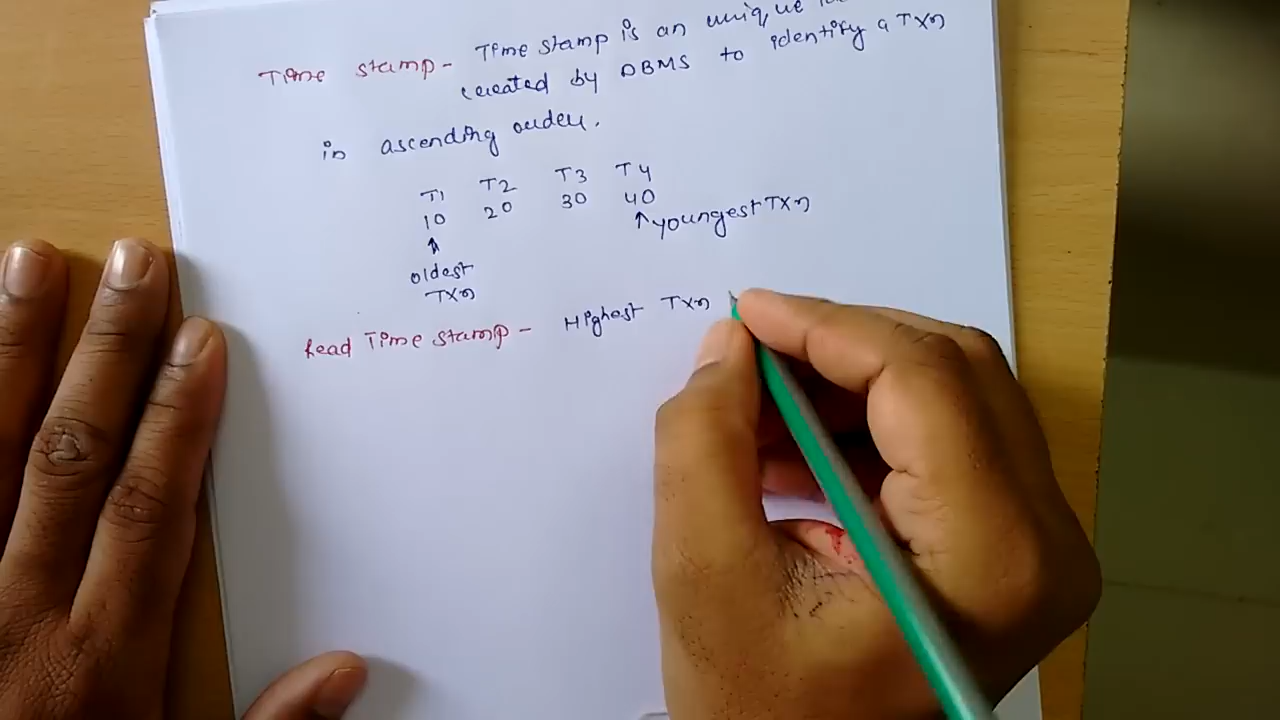 Time stamp - Time stamp is an unique
created by DBMS to identify a Txn
in ascending order.
T1 T2 T3 T4
10 20 30 40
↑ ↑ youngest Txn
oldest
Txn
Read Time stamp - Highest Txn